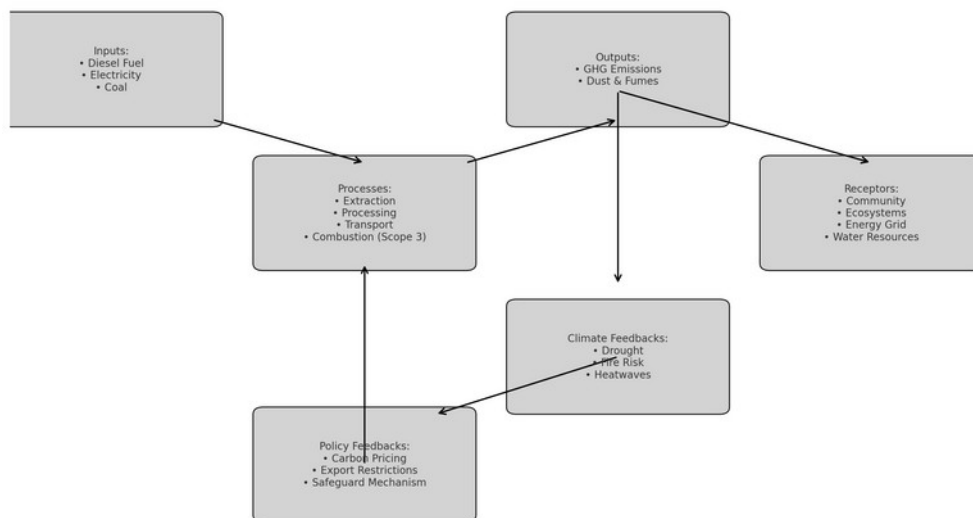 Inputs:
• Diesel Fuel
• Electricity
• Coal
Outputs:
• GHG Emissions
• Dust & Fumes
Processes:
• Extraction
• Processing
• Transport
• Combustion (Scope 3)
Receptors:
• Community
• Ecosystems
• Energy Grid
• Water Resources
Climate Feedbacks:
• Drought
• Fire Risk
• Heatwaves
Policy Feedbacks:
• Carbon Pricing
• Export Restrictions
• Safeguard Mechanism